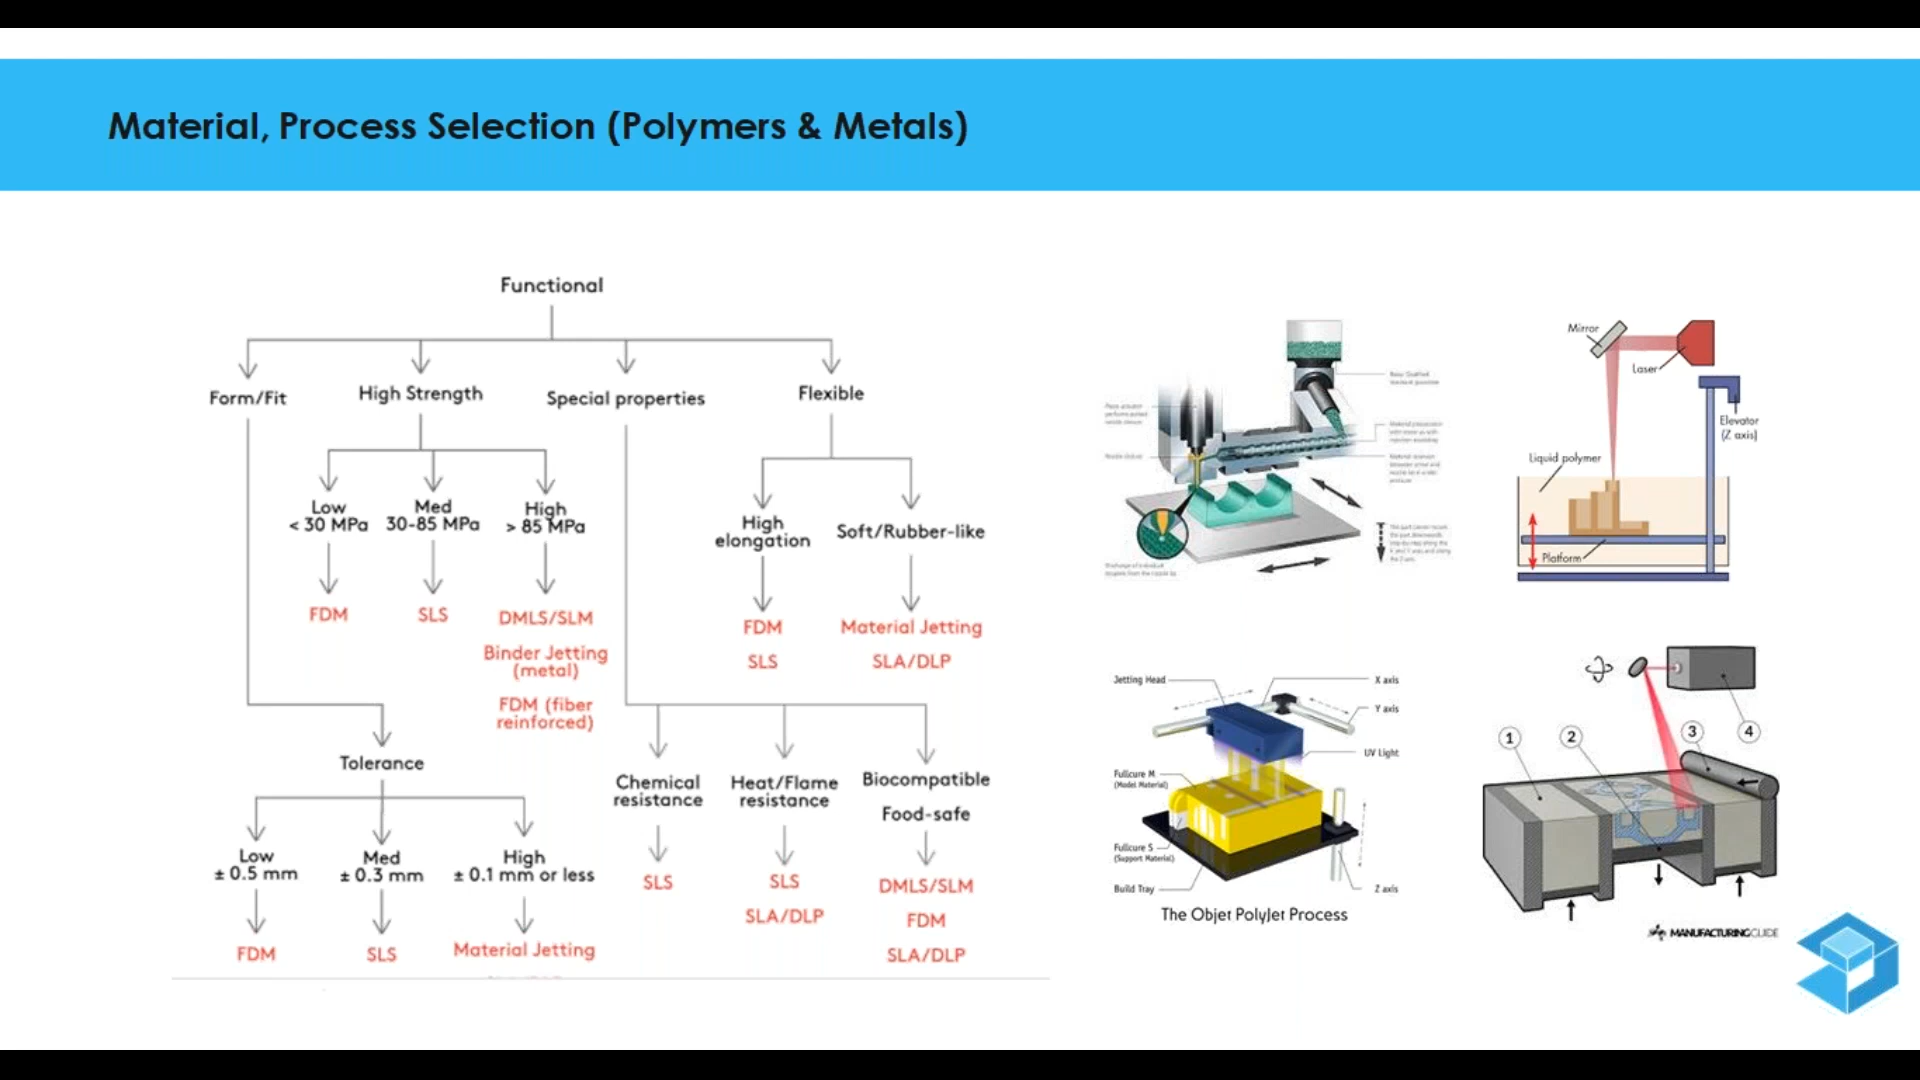 Material, Process Selection (Polymers & Metals)
Functional
Form/Fit
High Strength
Special properties
Flexible
Low
< 30 MPa
Med
30-85 MPa
High
> 85 MPa
High
elongation
Soft/Rubber-like
FDM
SLS
DMLS/SLM
Binder Jetting
(metal)
FDM (fiber
reinforced)
FDM
SLS
Material Jetting
SLA/DLP
Tolerance
Chemical
resistance
Heat/Flame
resistance
Biocompatible
Food-safe
Low
± 0.5 mm
Med
± 0.3 mm
High
± 0.1 mm or less
SLS
SLS
SLA/DLP
DMLS/SLM
FDM
SLA/DLP
FDM
SLS
Material Jetting
Mirror
Laser
Elevator
(Z axis)
Liquid polymer
Platform
Jetting Head
X axis
Y axis
UV Light
Fullcure M
(Model Material)
Fullcure S
(Support Material)
Build Tray
Z axis
The Objet PolyJet Process
1
2
3
4
MANUFACTURINGGUIDE